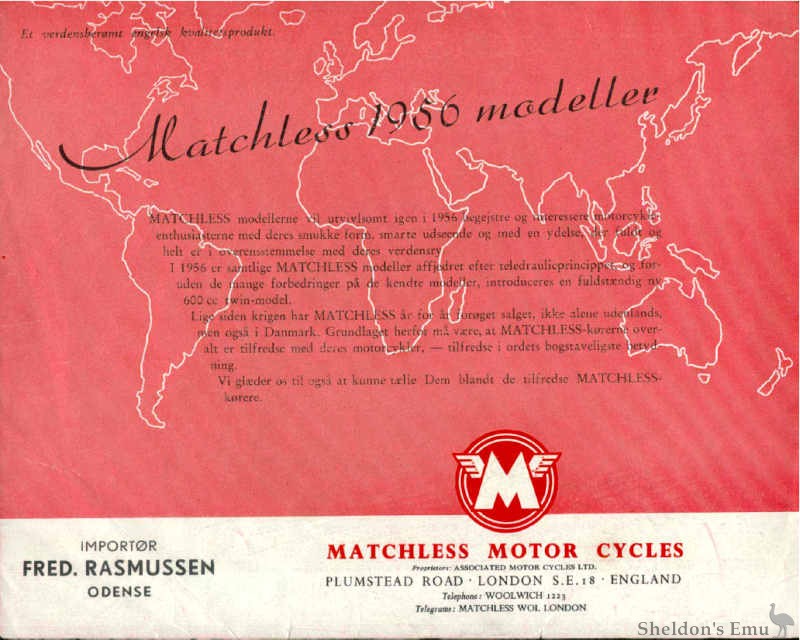 Et verdensberømt engelsk kvalitetsprodukt.
Matchless 1956 modeller
MATCHLESS modellerne vil utvivlsomt igen i 1956 begejstre og interessere motorcykle-
enthusiasterne med deres smukke form, smarte udseende og med en ydelse, der fuldt og
helt er i overensstemmelse med deres verdensry
I 1956 er samtlige MATCHLESS modeller affjedret efter teledraulicprincippet, og for-
uden de mange forbedringer på de kendte modeller, introduceres en fuldstændig ny
600 cc twin-model.
Lige siden krigen har MATCHLESS år for år forøget salget, ikke alene udenlands,
men også i Danmark. Grundlaget herfor må være, at MATCHLESS-kørerne over-
alt er tilfredse med deres motorcykler, — tilfredse i ordets bogstaveligste betyd-
ning.
Vi glæder os til også at kunne tælle Dem blandt de tilfredse MATCHLESS-
kørere.
M
IMPORTØR
FRED. RASMUSSEN
ODENSE
MATCHLESS MOTOR CYCLES
Proprietors: ASSOCIATED MOTOR CYCLES LTD.
PLUMSTEAD ROAD · LONDON S.E.18 · ENGLAND
Telephone: WOOLWICH 1223
Telegrams: MATCHLESS WOL LONDON
Sheldon's Emu